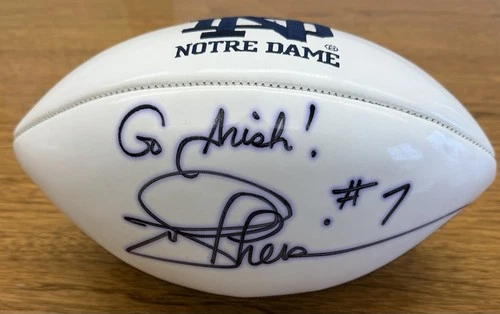 ND
NOTRE DAME ®
Go Irish!
#7